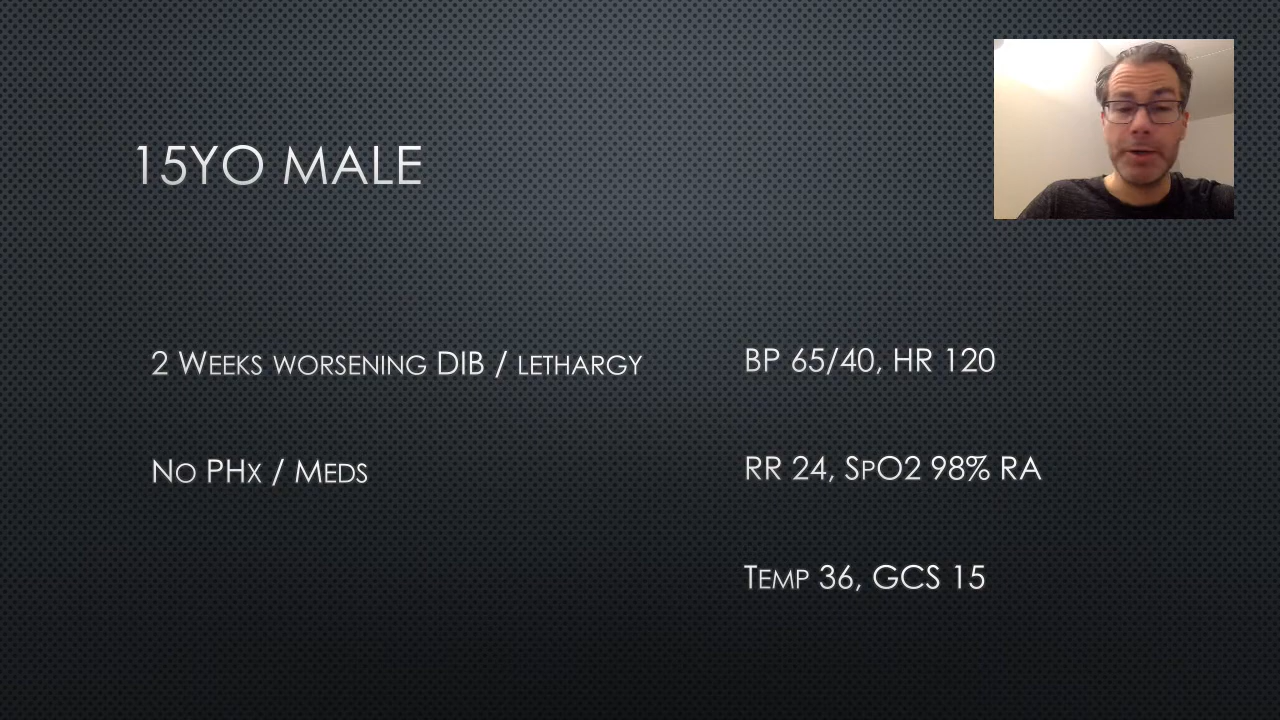 15YO MALE
2 WEEKS WORSENING DIB / LETHARGY
NO PHX / MEDS
BP 65/40, HR 120
RR 24, SPO2 98% RA
TEMP 36, GCS 15